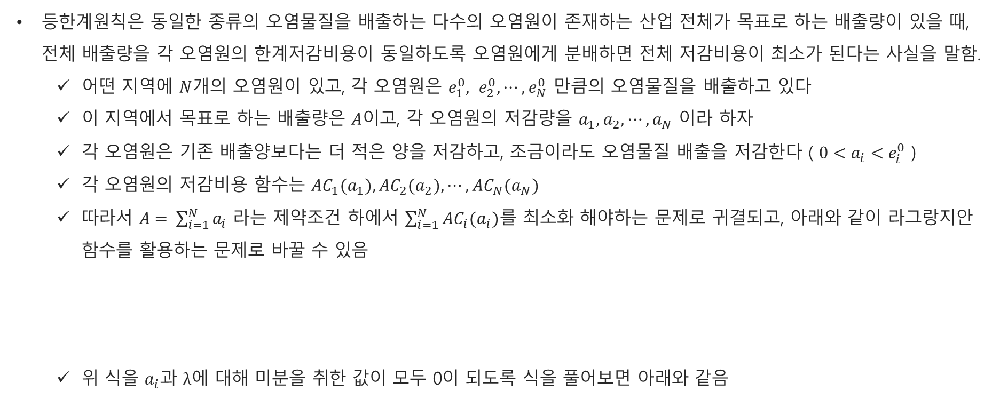 • 등한계원칙은 동일한 종류의 오염물질을 배출하는 다수의 오염원이 존재하는 산업 전체가 목표로 하는 배출량이 있을 때,
전체 배출량을 각 오염원의 한계저감비용이 동일하도록 오염원에게 분배하면 전체 저감비용이 최소가 된다는 사실을 말함.
✓ 어떤 지역에 $N$개의 오염원이 있고, 각 오염원은 $e_1^0, e_2^0, \cdots, e_N^0$ 만큼의 오염물질을 배출하고 있다
✓ 이 지역에서 목표로 하는 배출량은 $A$이고, 각 오염원의 저감량을 $a_1, a_2, \cdots, a_N$ 이라 하자
✓ 각 오염원은 기존 배출양보다는 더 적은 양을 저감하고, 조금이라도 오염물질 배출을 저감한다 ( $0 < a_i < e_i^0$ )
✓ 각 오염원의 저감비용 함수는 $AC_1(a_1), AC_2(a_2), \cdots, AC_N(a_N)$
✓ 따라서 $A = \sum_{i=1}^{N} a_i$ 라는 제약조건 하에서 $\sum_{i=1}^{N} AC_i(a_i)$를 최소화 해야하는 문제로 귀결되고, 아래와 같이 라그랑지안
함수를 활용하는 문제로 바꿀 수 있음
✓ 위 식을 $a_i$과 λ에 대해 미분을 취한 값이 모두 0이 되도록 식을 풀어보면 아래와 같음